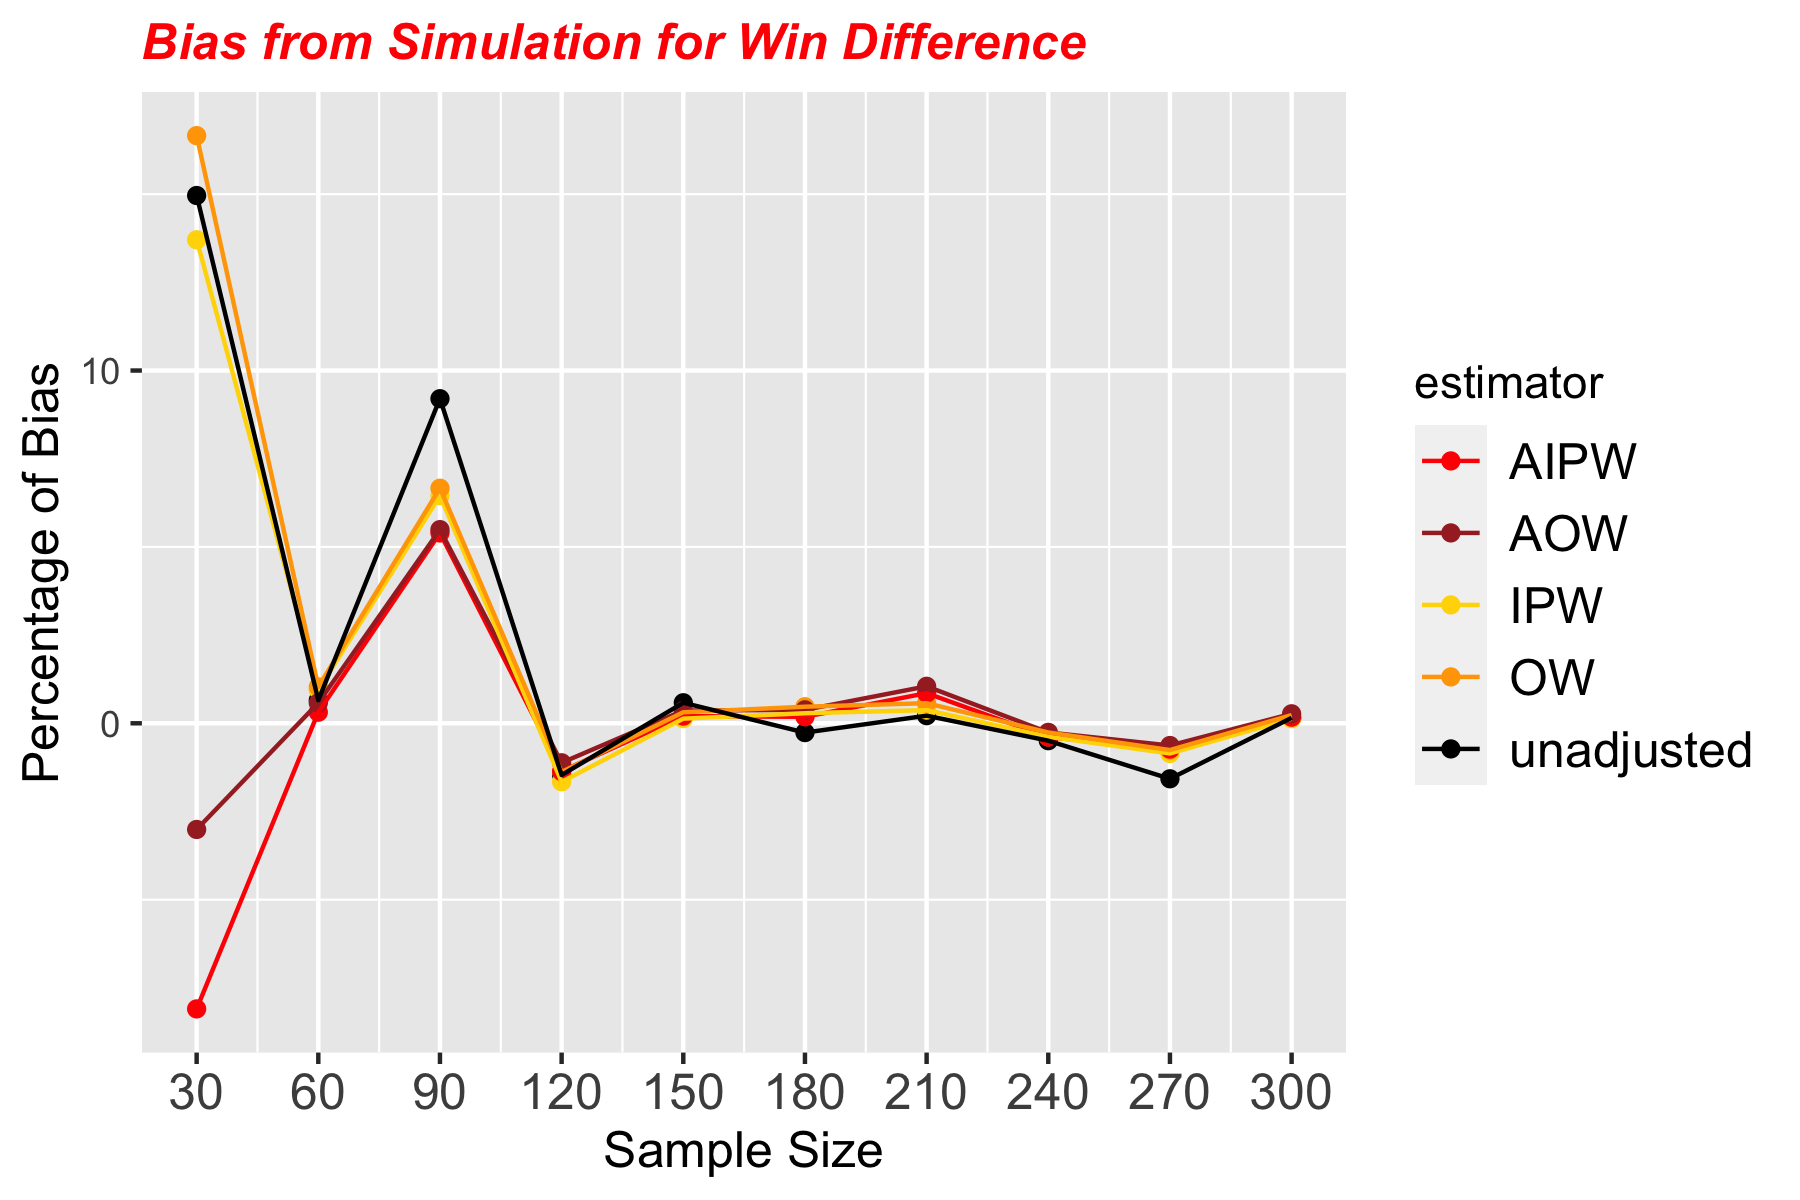 Bias from Simulation for Win Difference
Percentage of Bias
10
0
30 60 90 120 150 180 210 240 270 300
Sample Size
estimator
AIPW
AOW
IPW
OW
unadjusted